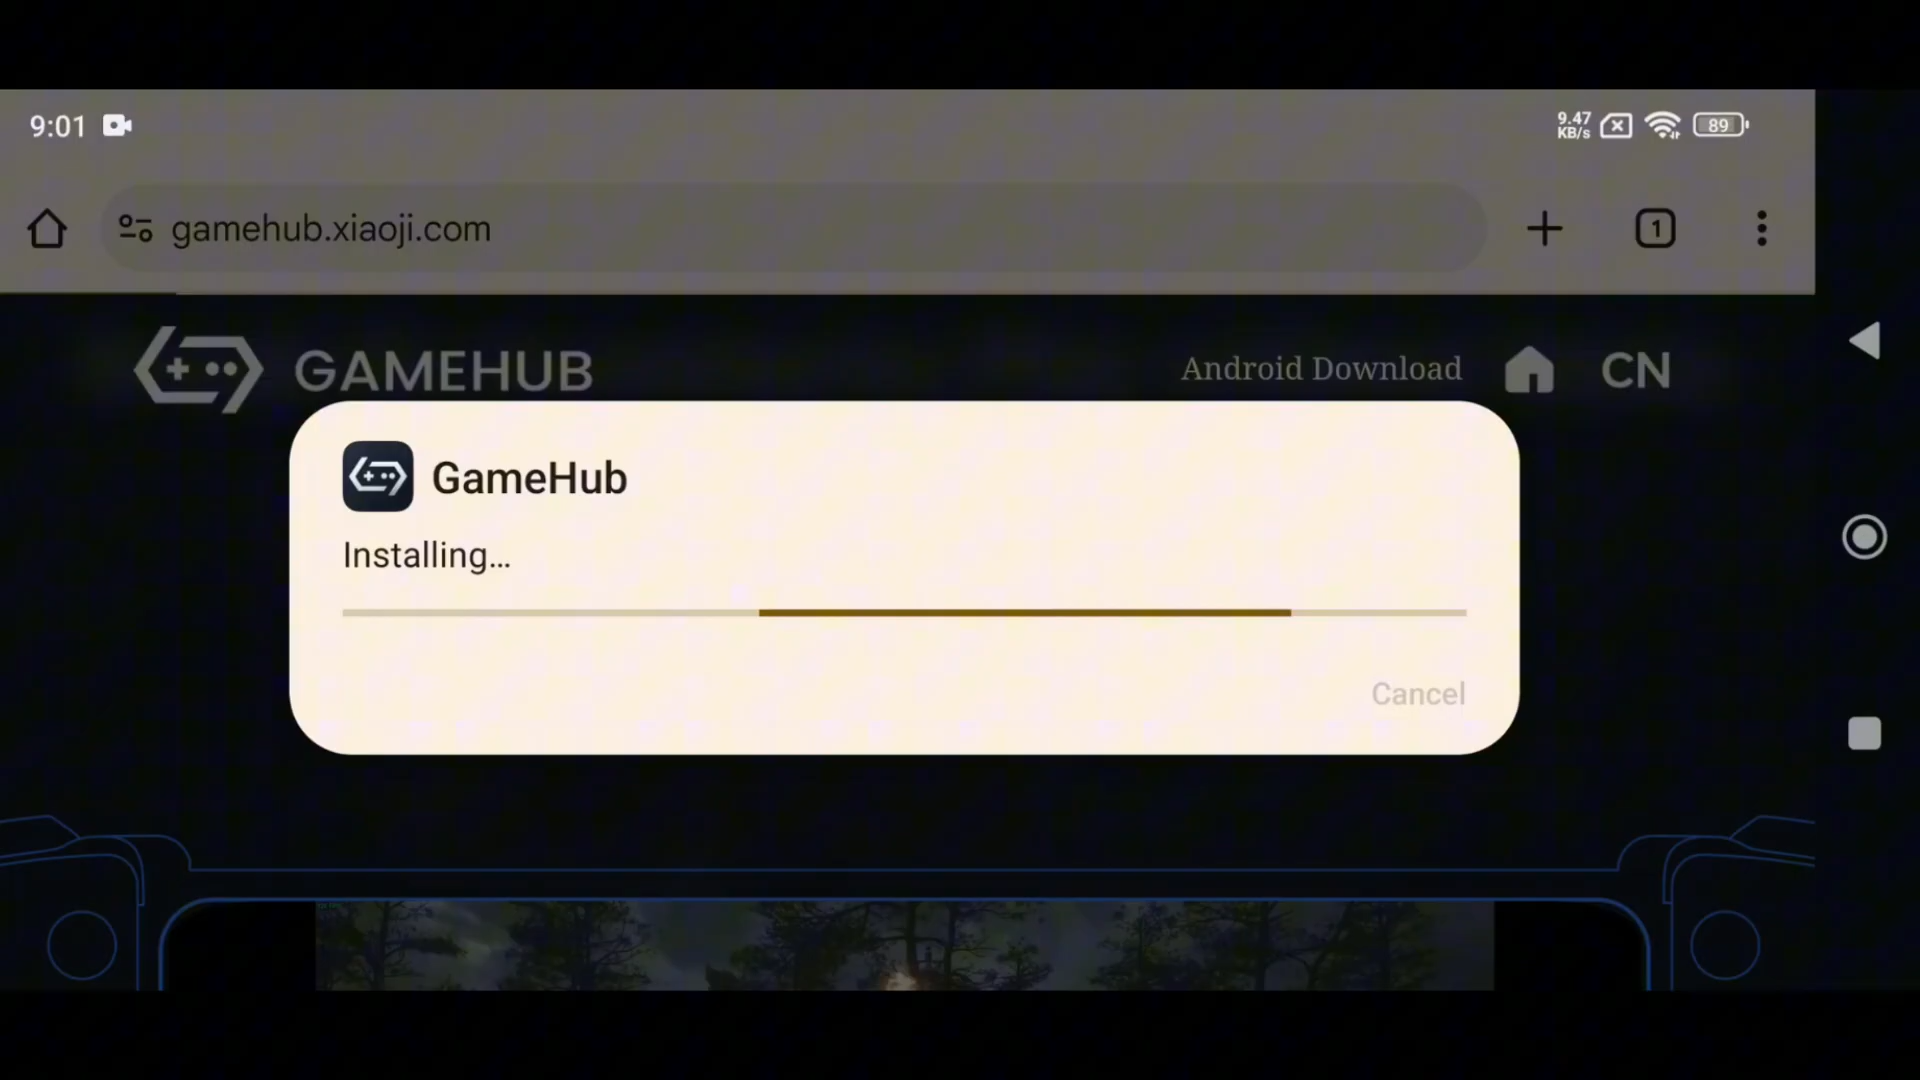 9:01
9.47
KB/s
89
gamehub.xiaoji.com
1
GAMEHUB
Android Download
CN
GameHub
Installing...
Cancel